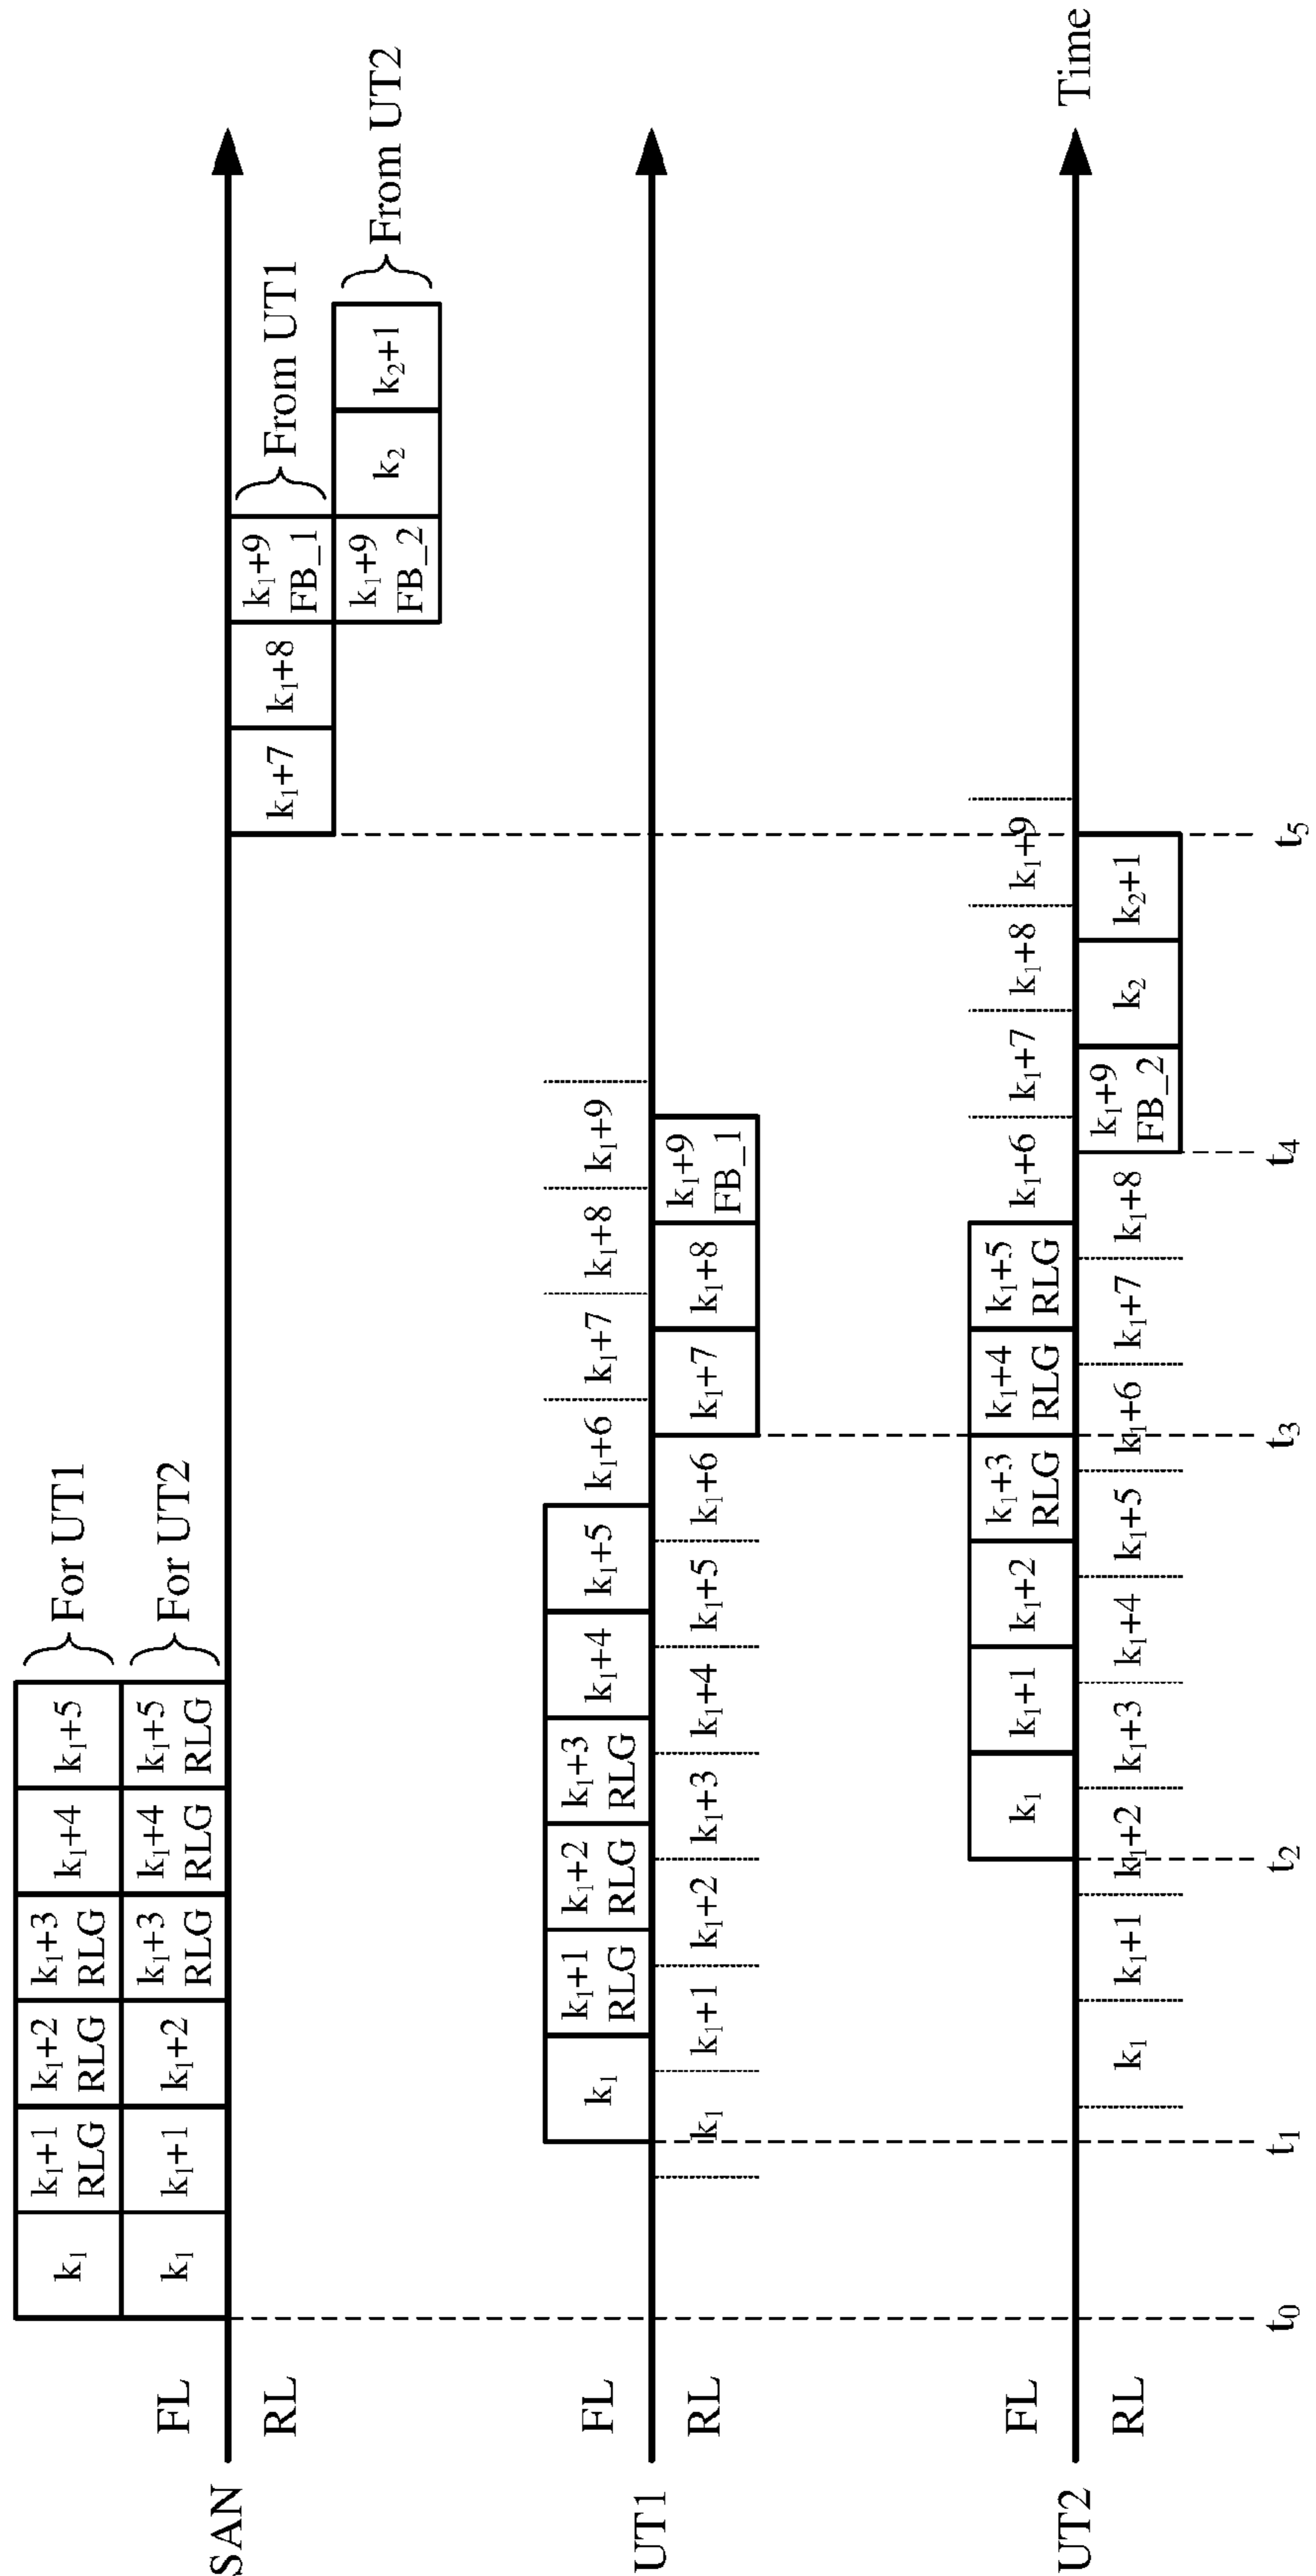 For UT1
k₁
k₁+1
RLG
k₁+2
RLG
k₁+3
RLG
k₁+4
k₁+5
For UT2
k₁
k₁+1
k₁+2
k₁+3
RLG
k₁+4
RLG
k₁+5
RLG
FL
SAN
RL
k₁+7
k₁+8
k₁+9
FB_1
From UT1
k₁+9
FB_2
k₂
k₂+1
From UT2
FL
k₁
k₁+1
RLG
k₁+2
RLG
k₁+3
RLG
k₁+4
k₁+5
k₁+6
k₁+7
k₁+8
k₁+9
UT1
RL
k₁
k₁+1
k₁+2
k₁+3
k₁+4
k₁+5
k₁+6
k₁+7
k₁+8
k₁+9
FB_1
FL
k₁
k₁+1
k₁+2
k₁+3
RLG
k₁+4
RLG
k₁+5
RLG
k₁+6
k₁+7
k₁+8
k₁+9
Time
UT2
RL
k₁
k₁+1
k₁+2
k₁+3
k₁+4
k₁+5
k₁+6
k₁+7
k₁+8
k₁+9
FB_2
k₂
k₂+1
t₀
t₁
t₂
t₃
t₄
t₅